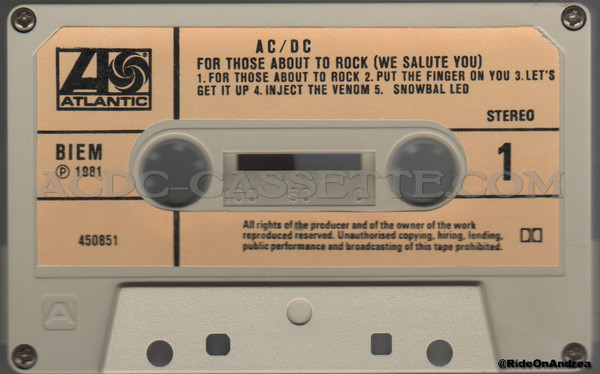 AC/DC
FOR THOSE ABOUT TO ROCK (WE SALUTE YOU)
1. FOR THOSE ABOUT TO ROCK 2. PUT THE FINGER ON YOU 3. LET'S
GET IT UP 4. INJECT THE VENOM 5. SNOWBAL LED
ATLANTIC
STEREO
BIEM
℗ 1981
1
ACDC-CASSETTE.COM
100 50 0
450851
All rights of the producer and of the owner of the work
reproduced reserved. Unauthorised copying, hiring, lending,
public performance and broadcasting of this tape prohibited.
A
@RideOnAndrea